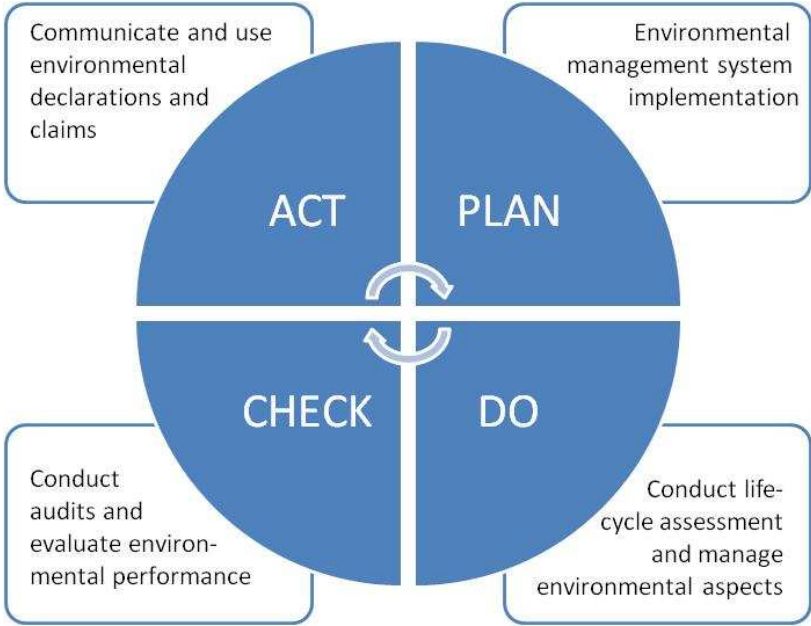 Communicate and use
environmental
declarations and
claims
Environmental
management system
implementation
ACT
PLAN
CHECK
DO
Conduct
audits and
evaluate environ-
mental performance
Conduct life-
cycle assessment
and manage
environmental aspects